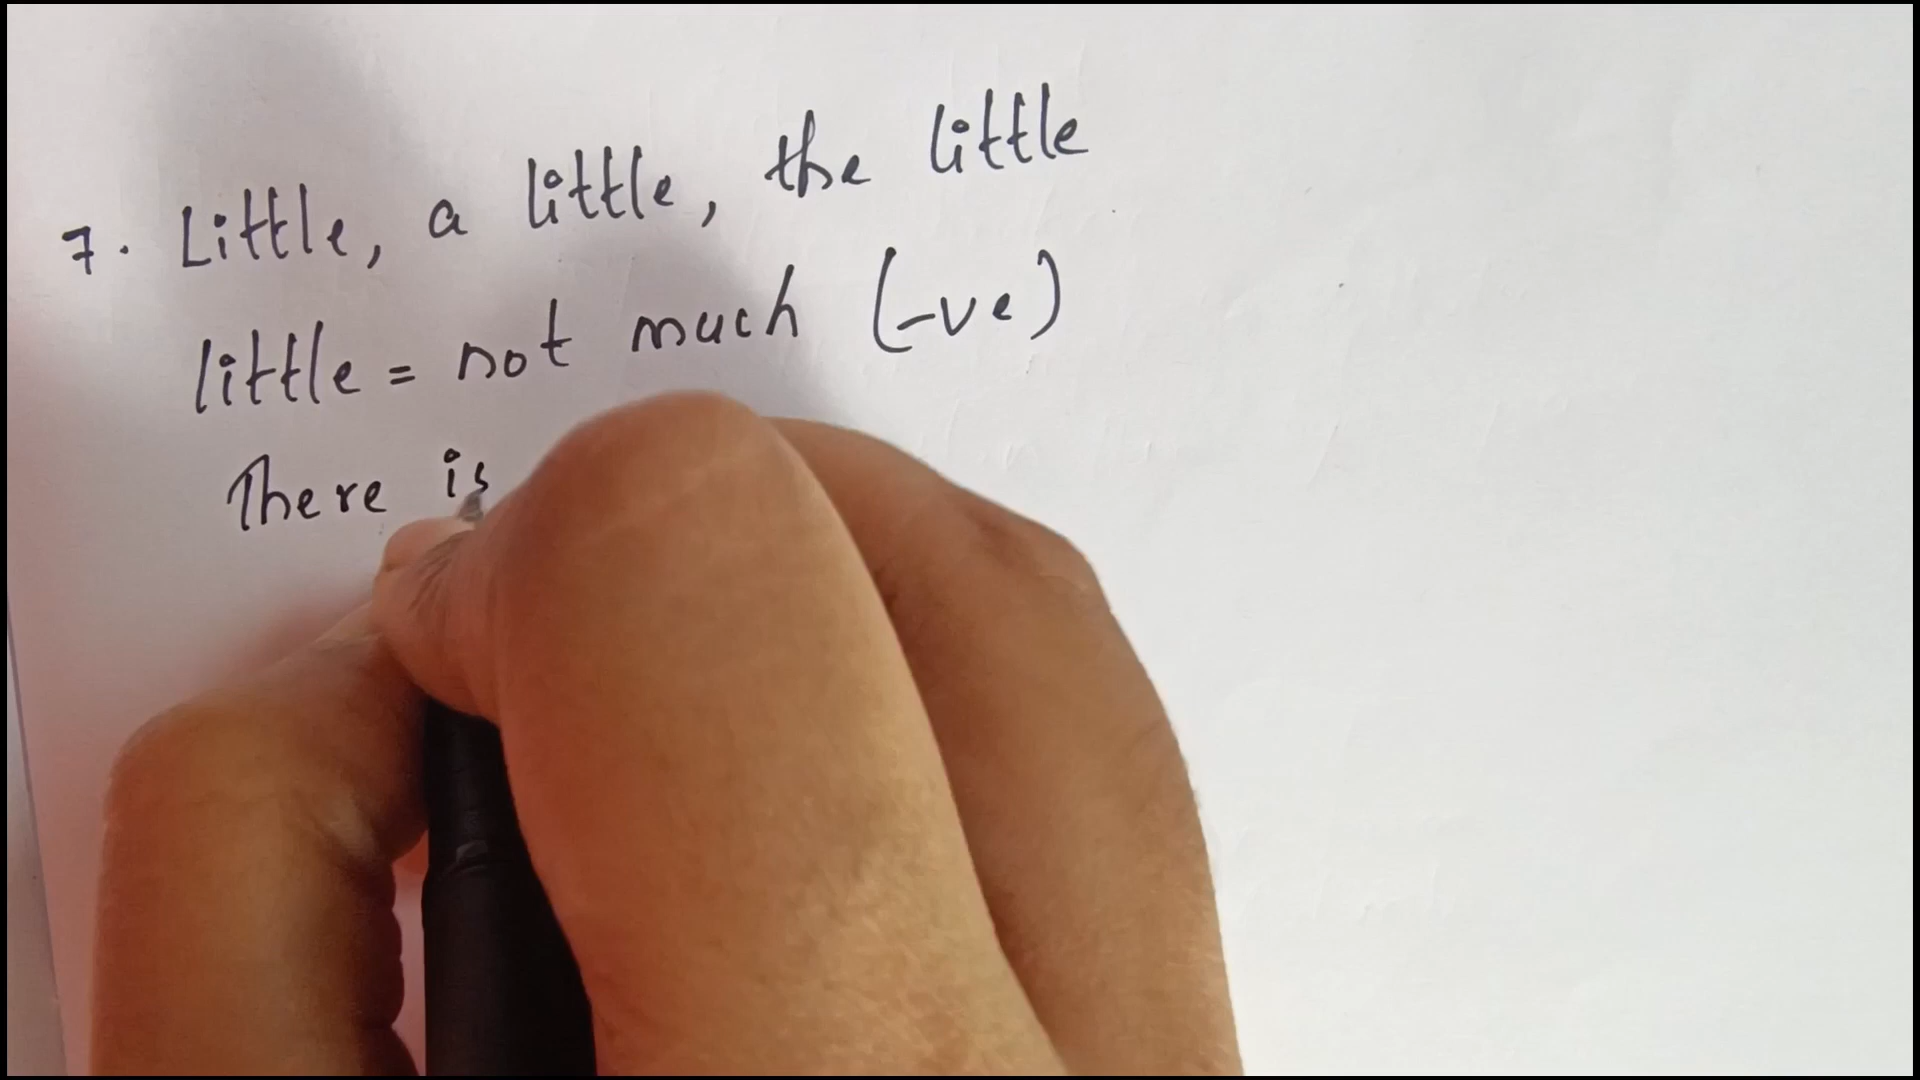 7. Little, a little, the little
little = not much (-ve)
There is